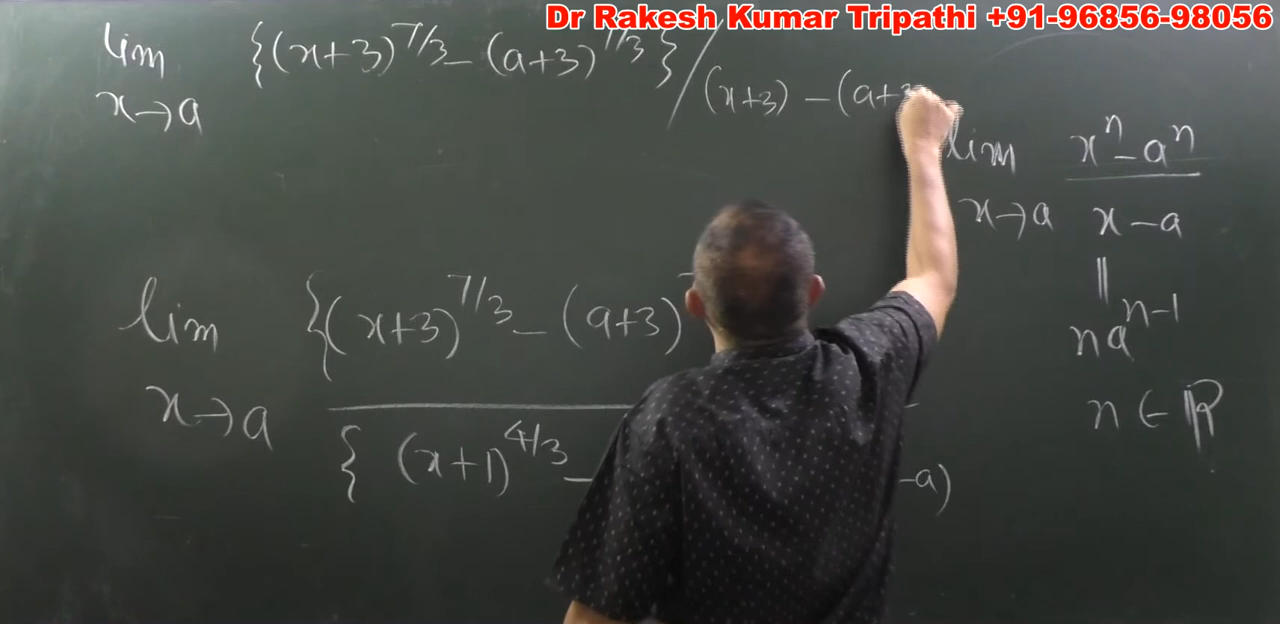 Dr Rakesh Kumar Tripathi +91-96856-98056
lim {(x+3)^7/3 - (a+3)^7/3} /
x→a
(x+3) - (a+3
lim x^n - a^n
x→a x-a
||
na^n-1
n ∈ ℝ
lim {(x+3)^7/3 - (a+3)
x→a { (x+1)^4/3 -
-a)